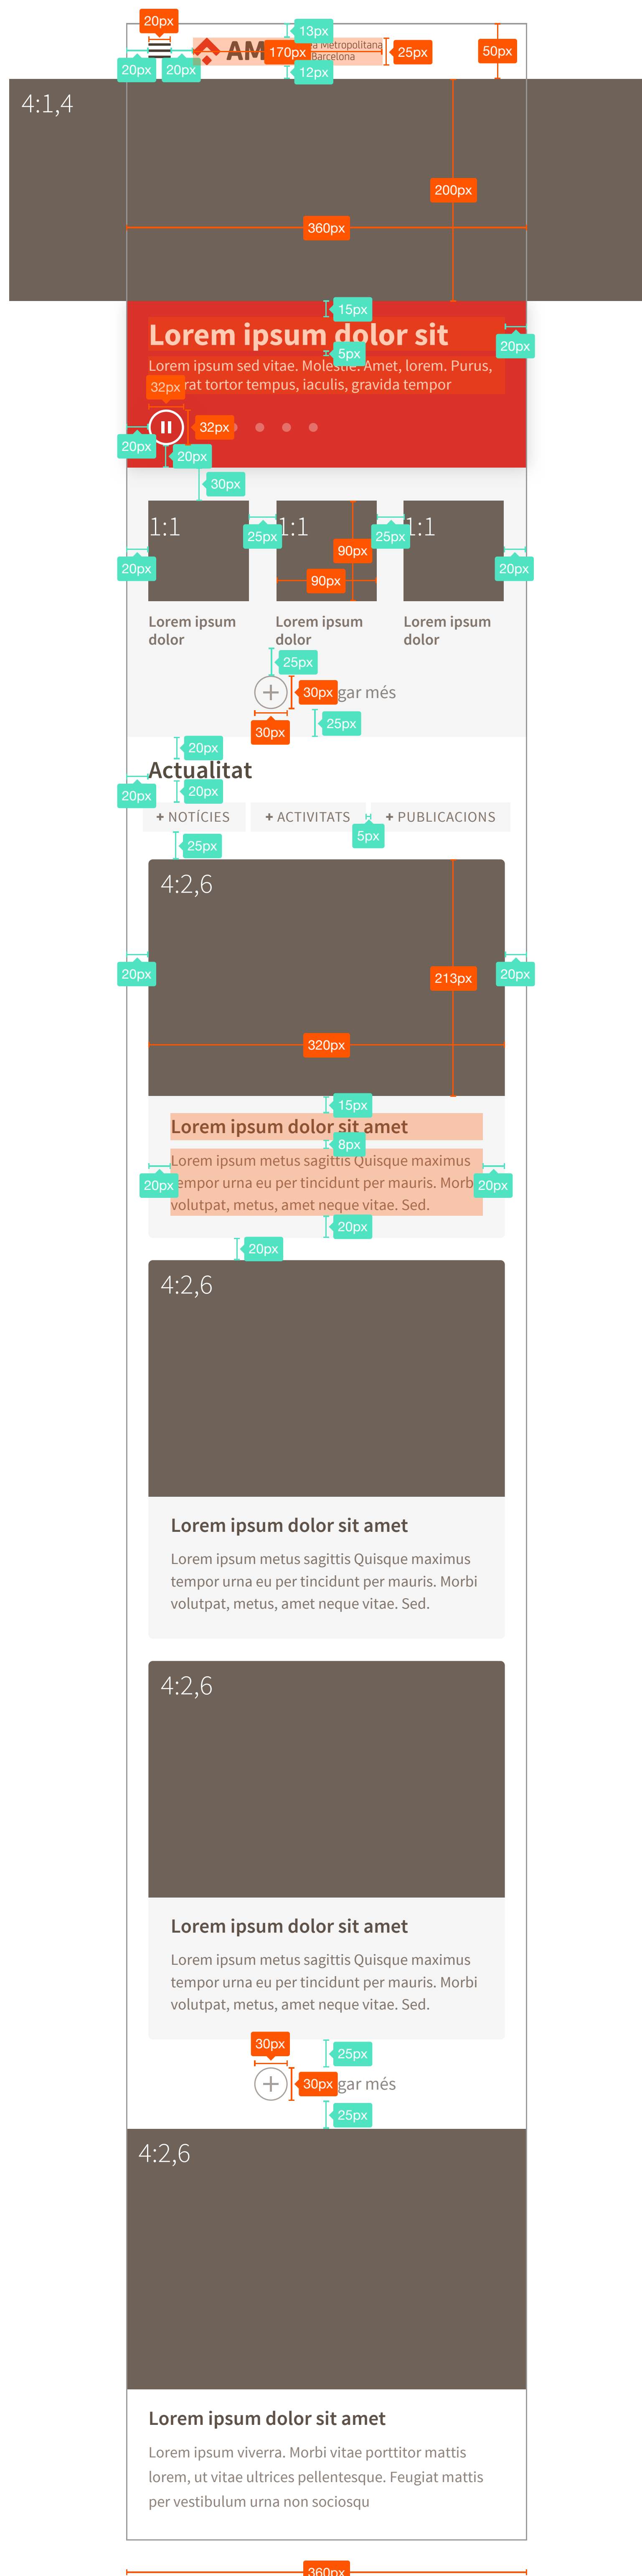 20px
13px
AM
170px
a Metropolitana
Barcelona
25px
50px
20px
20px
12px
4:1,4
200px
360px
15px
Lorem ipsum dolor sit
5px
20px
Lorem ipsum sed vitae. Molestie. Amet, lorem. Purus,
rat tortor tempus, iaculis, gravida tempor
32px
32px
20px
20px
30px
1:1
1:1
1:1
25px
25px
90px
90px
20px
20px
Lorem ipsum
dolor
Lorem ipsum
dolor
Lorem ipsum
dolor
25px
30px
gar més
30px
25px
20px
Actualitat
20px
20px
+ NOTÍCIES
+ ACTIVITATS
+ PUBLICACIONS
5px
25px
4:2,6
20px
213px
20px
320px
15px
Lorem ipsum dolor sit amet
8px
Lorem ipsum metus sagittis Quisque maximus
tempor urna eu per tincidunt per mauris. Morb
volutpat, metus, amet neque vitae. Sed.
20px
20px
20px
20px
4:2,6
Lorem ipsum dolor sit amet
Lorem ipsum metus sagittis Quisque maximus
tempor urna eu per tincidunt per mauris. Morbi
volutpat, metus, amet neque vitae. Sed.
4:2,6
Lorem ipsum dolor sit amet
Lorem ipsum metus sagittis Quisque maximus
tempor urna eu per tincidunt per mauris. Morbi
volutpat, metus, amet neque vitae. Sed.
30px
25px
30px
gar més
25px
4:2,6
Lorem ipsum dolor sit amet
Lorem ipsum viverra. Morbi vitae porttitor mattis
lorem, ut vitae ultrices pellentesque. Feugiat mattis
per vestibulum urna non sociosqu
360px